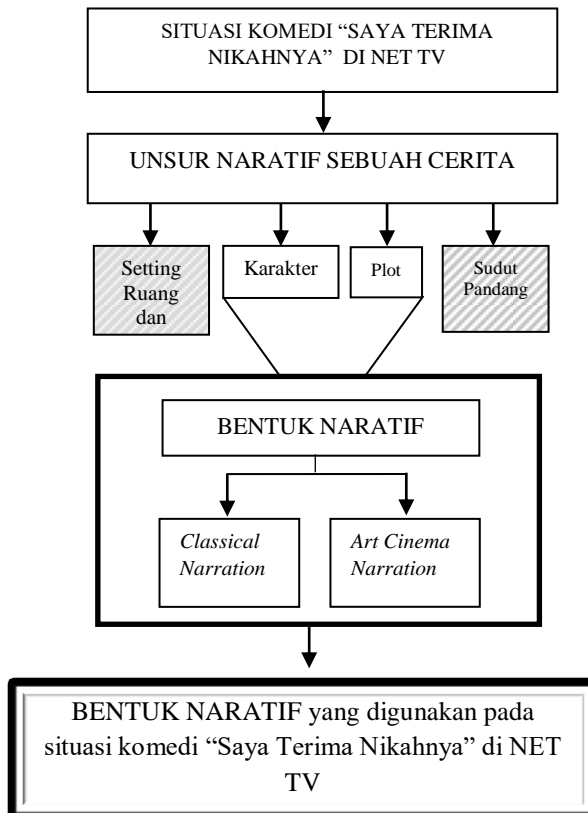 SITUASI KOMEDI “SAYA TERIMA
NIKAHNYA” DI NET TV
UNSUR NARATIF SEBUAH CERITA
Setting
Ruang
dan
Karakter
Plot
Sudut
Pandang
BENTUK NARATIF
Classical
Narration
Art Cinema
Narration
BENTUK NARATIF yang digunakan pada
situasi komedi “Saya Terima Nikahnya” di NET
TV